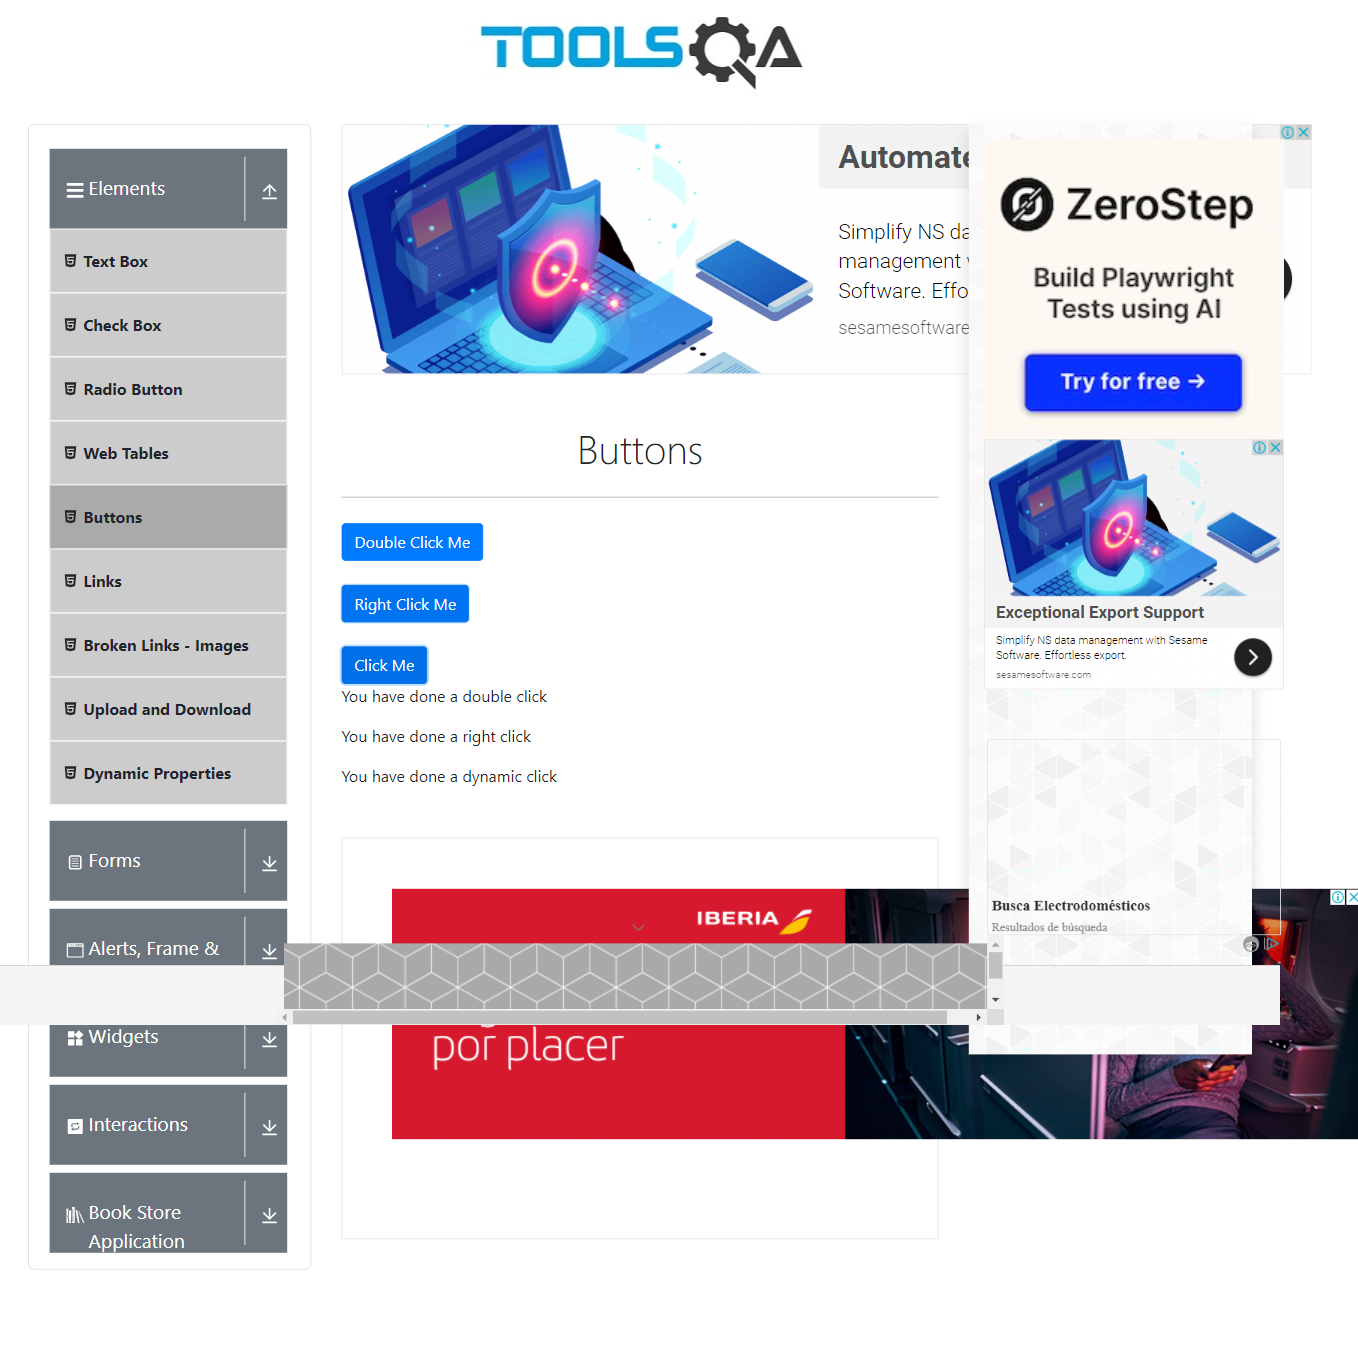 TOOLSQA
Elements
Text Box
Check Box
Radio Button
Web Tables
Buttons
Links
Broken Links - Images
Upload and Download
Dynamic Properties
Forms
Alerts, Frame &
Widgets
Interactions
Book Store
Application
Automate
Simplify NS da
management
Software. Effo
sesamesoftware
Buttons
Double Click Me
Right Click Me
Click Me
You have done a double click
You have done a right click
You have done a dynamic click
IBERIA
por placer
ZeroStep
Build Playwright
Tests using AI
Try for free →
Exceptional Export Support
Simplify NS data management with Sesame
Software. Effortless export.
sesamesoftware.com
Busca Electrodomésticos
Resultados de búsqueda